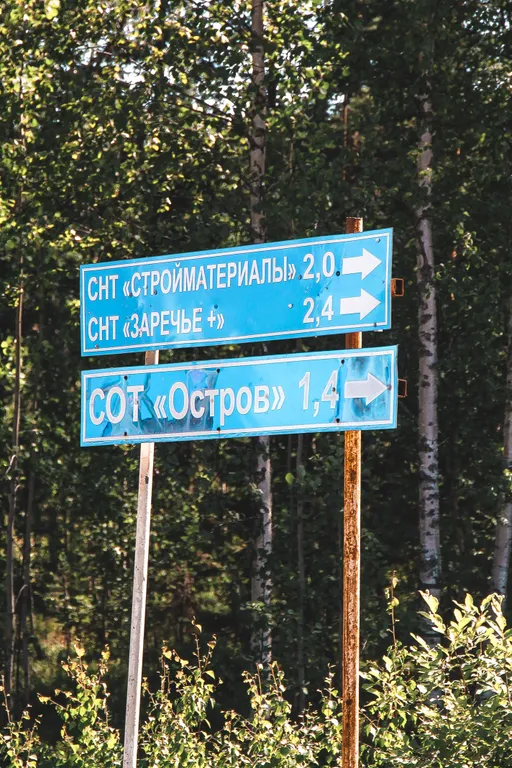 СНТ «СТРОЙМАТЕРИАЛЫ» 2,0
СНТ «ЗАРЕЧЬЕ +» 2,4
СОТ «Остров» 1,4